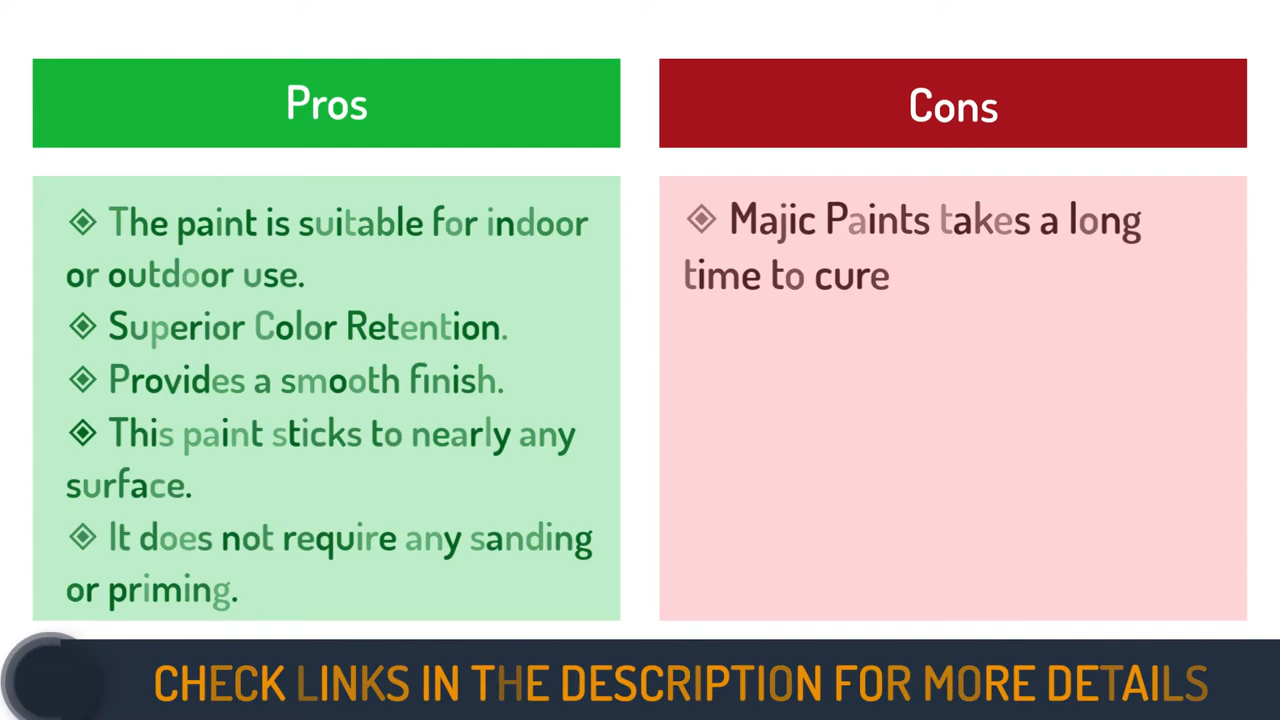 Pros
The paint is suitable for indoor
or outdoor use.
Superior Color Retention.
Provides a smooth finish.
This paint sticks to nearly any
surface.
It does not require any sanding
or priming.
Cons
Majic Paints takes a long
time to cure
CHECK LINKS IN THE DESCRIPTION FOR MORE DETAILS